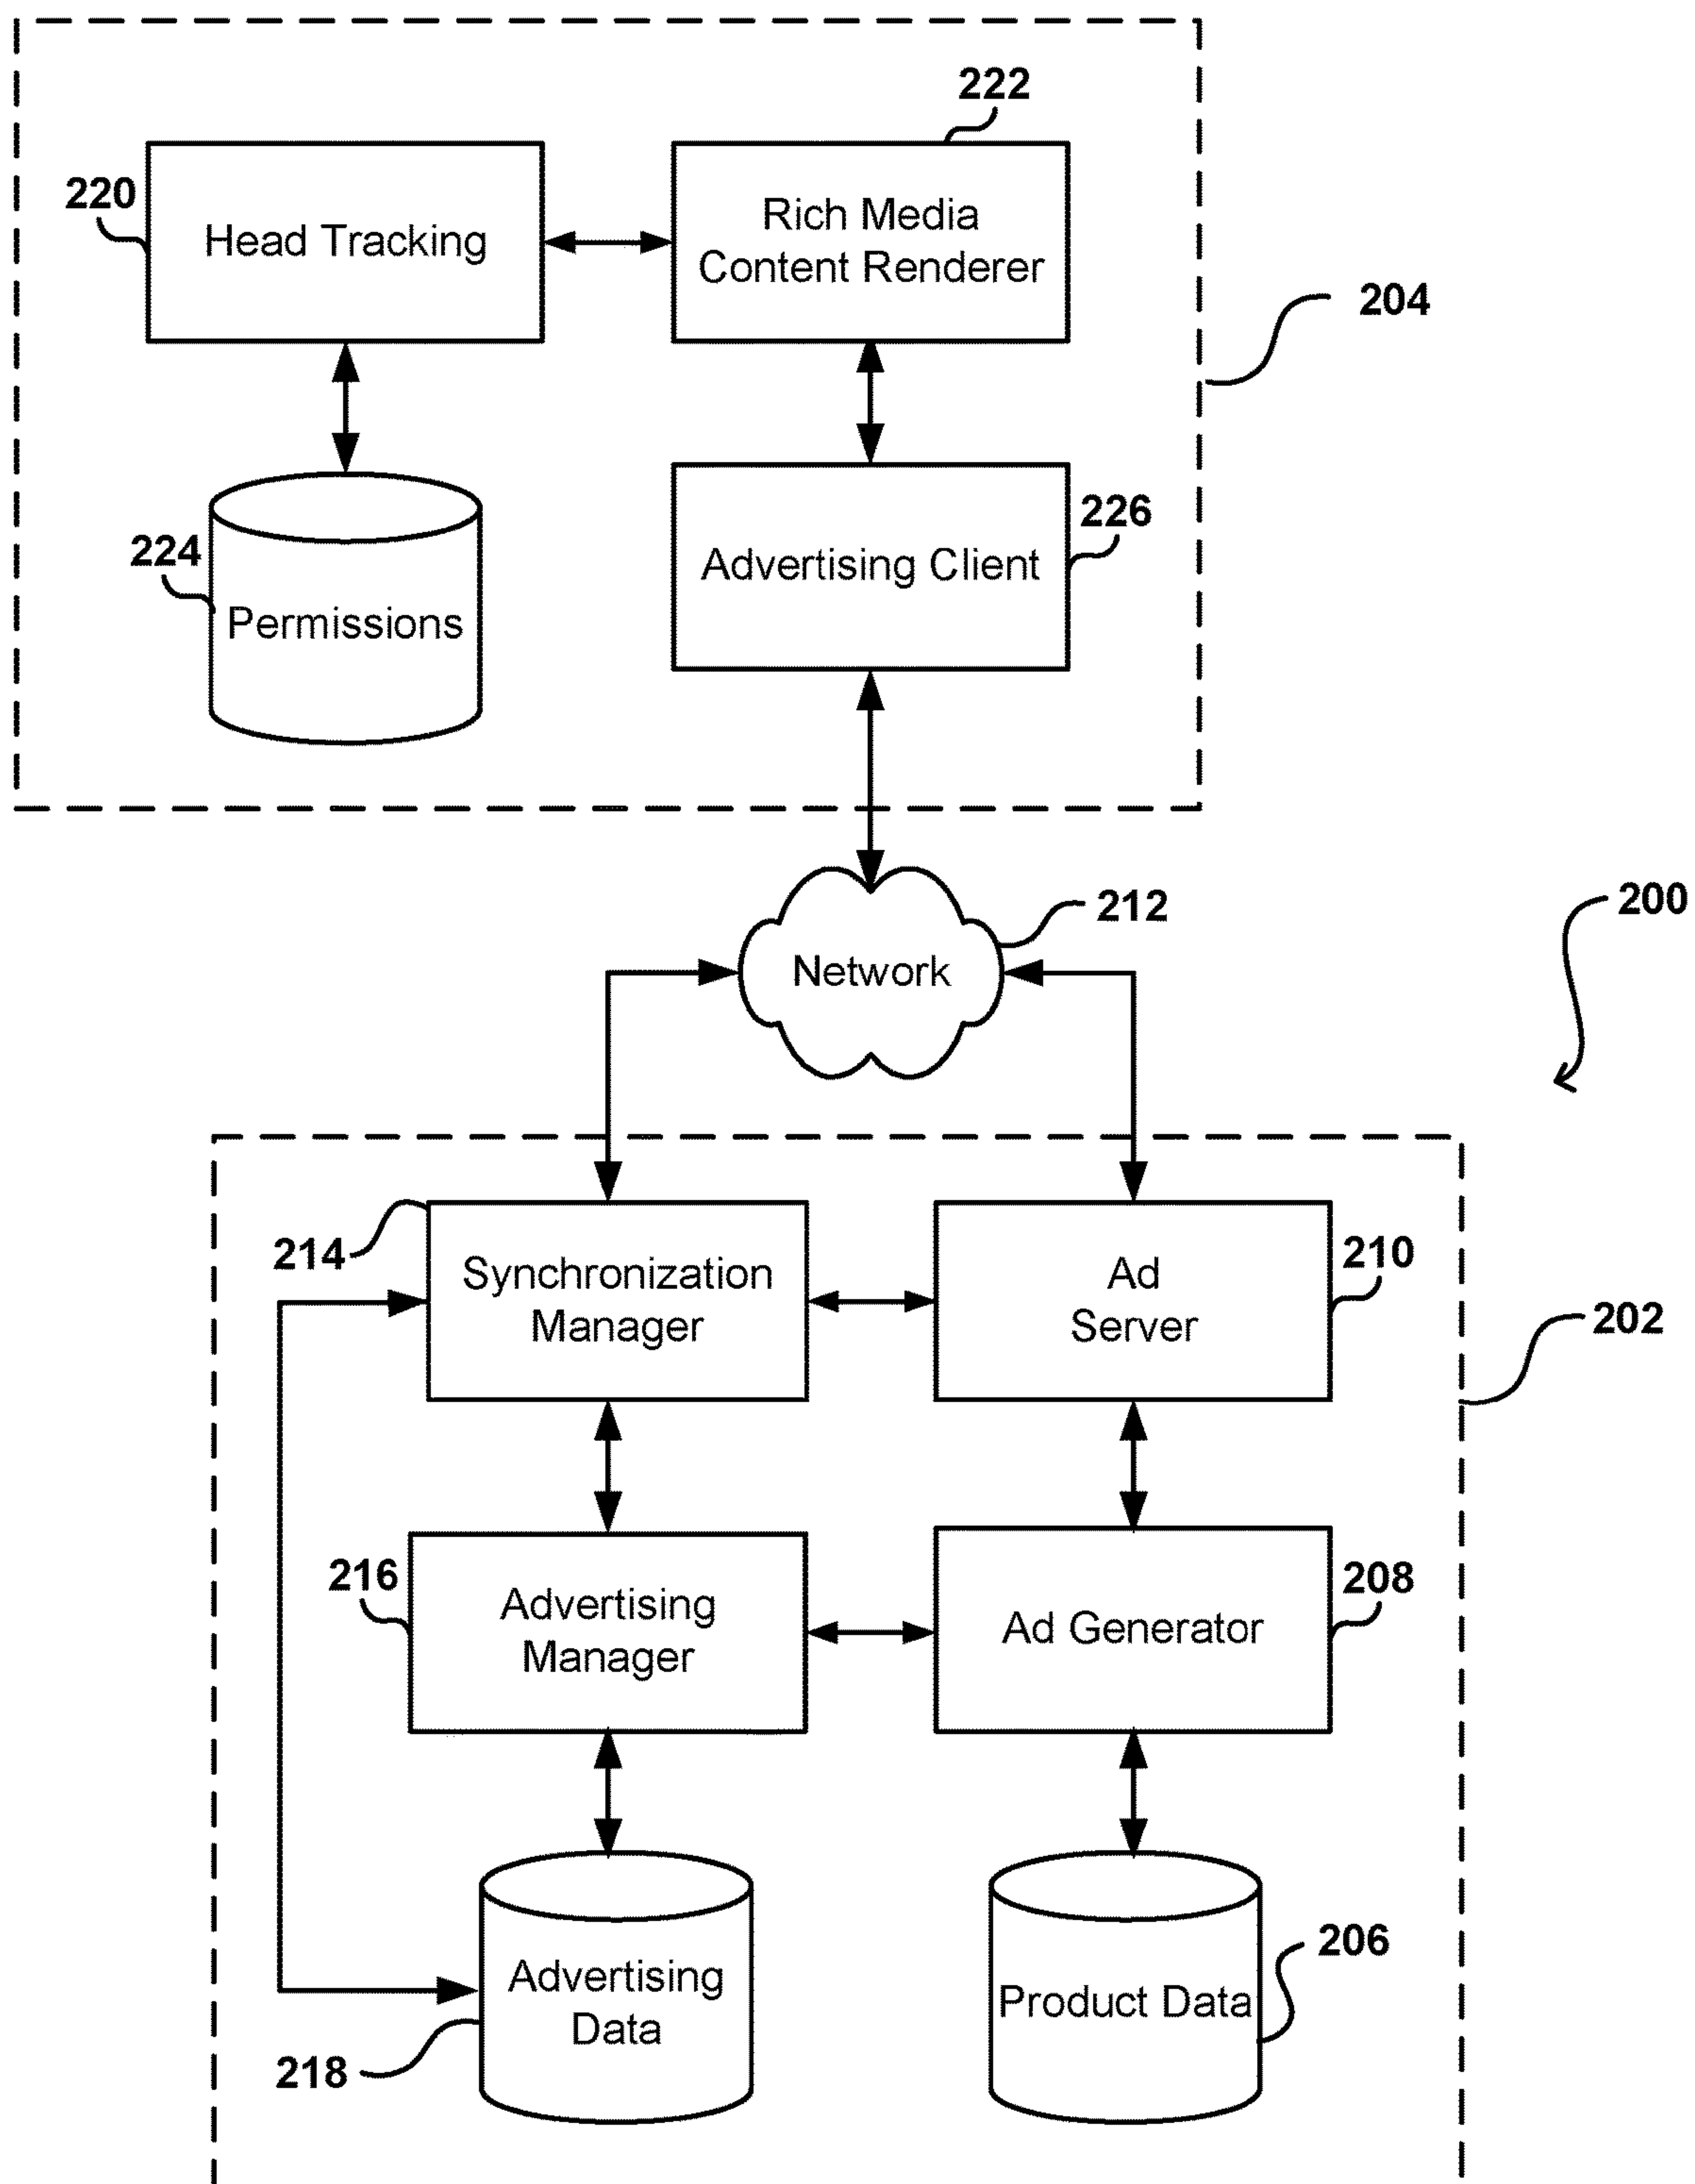 222
220
Head Tracking
Rich Media
Content Renderer
204
224
Permissions
226
Advertising Client
212
Network
200
214
Synchronization
Manager
210
Ad
Server
202
216
Advertising
Manager
208
Ad Generator
206
Advertising
Data
Product Data
218